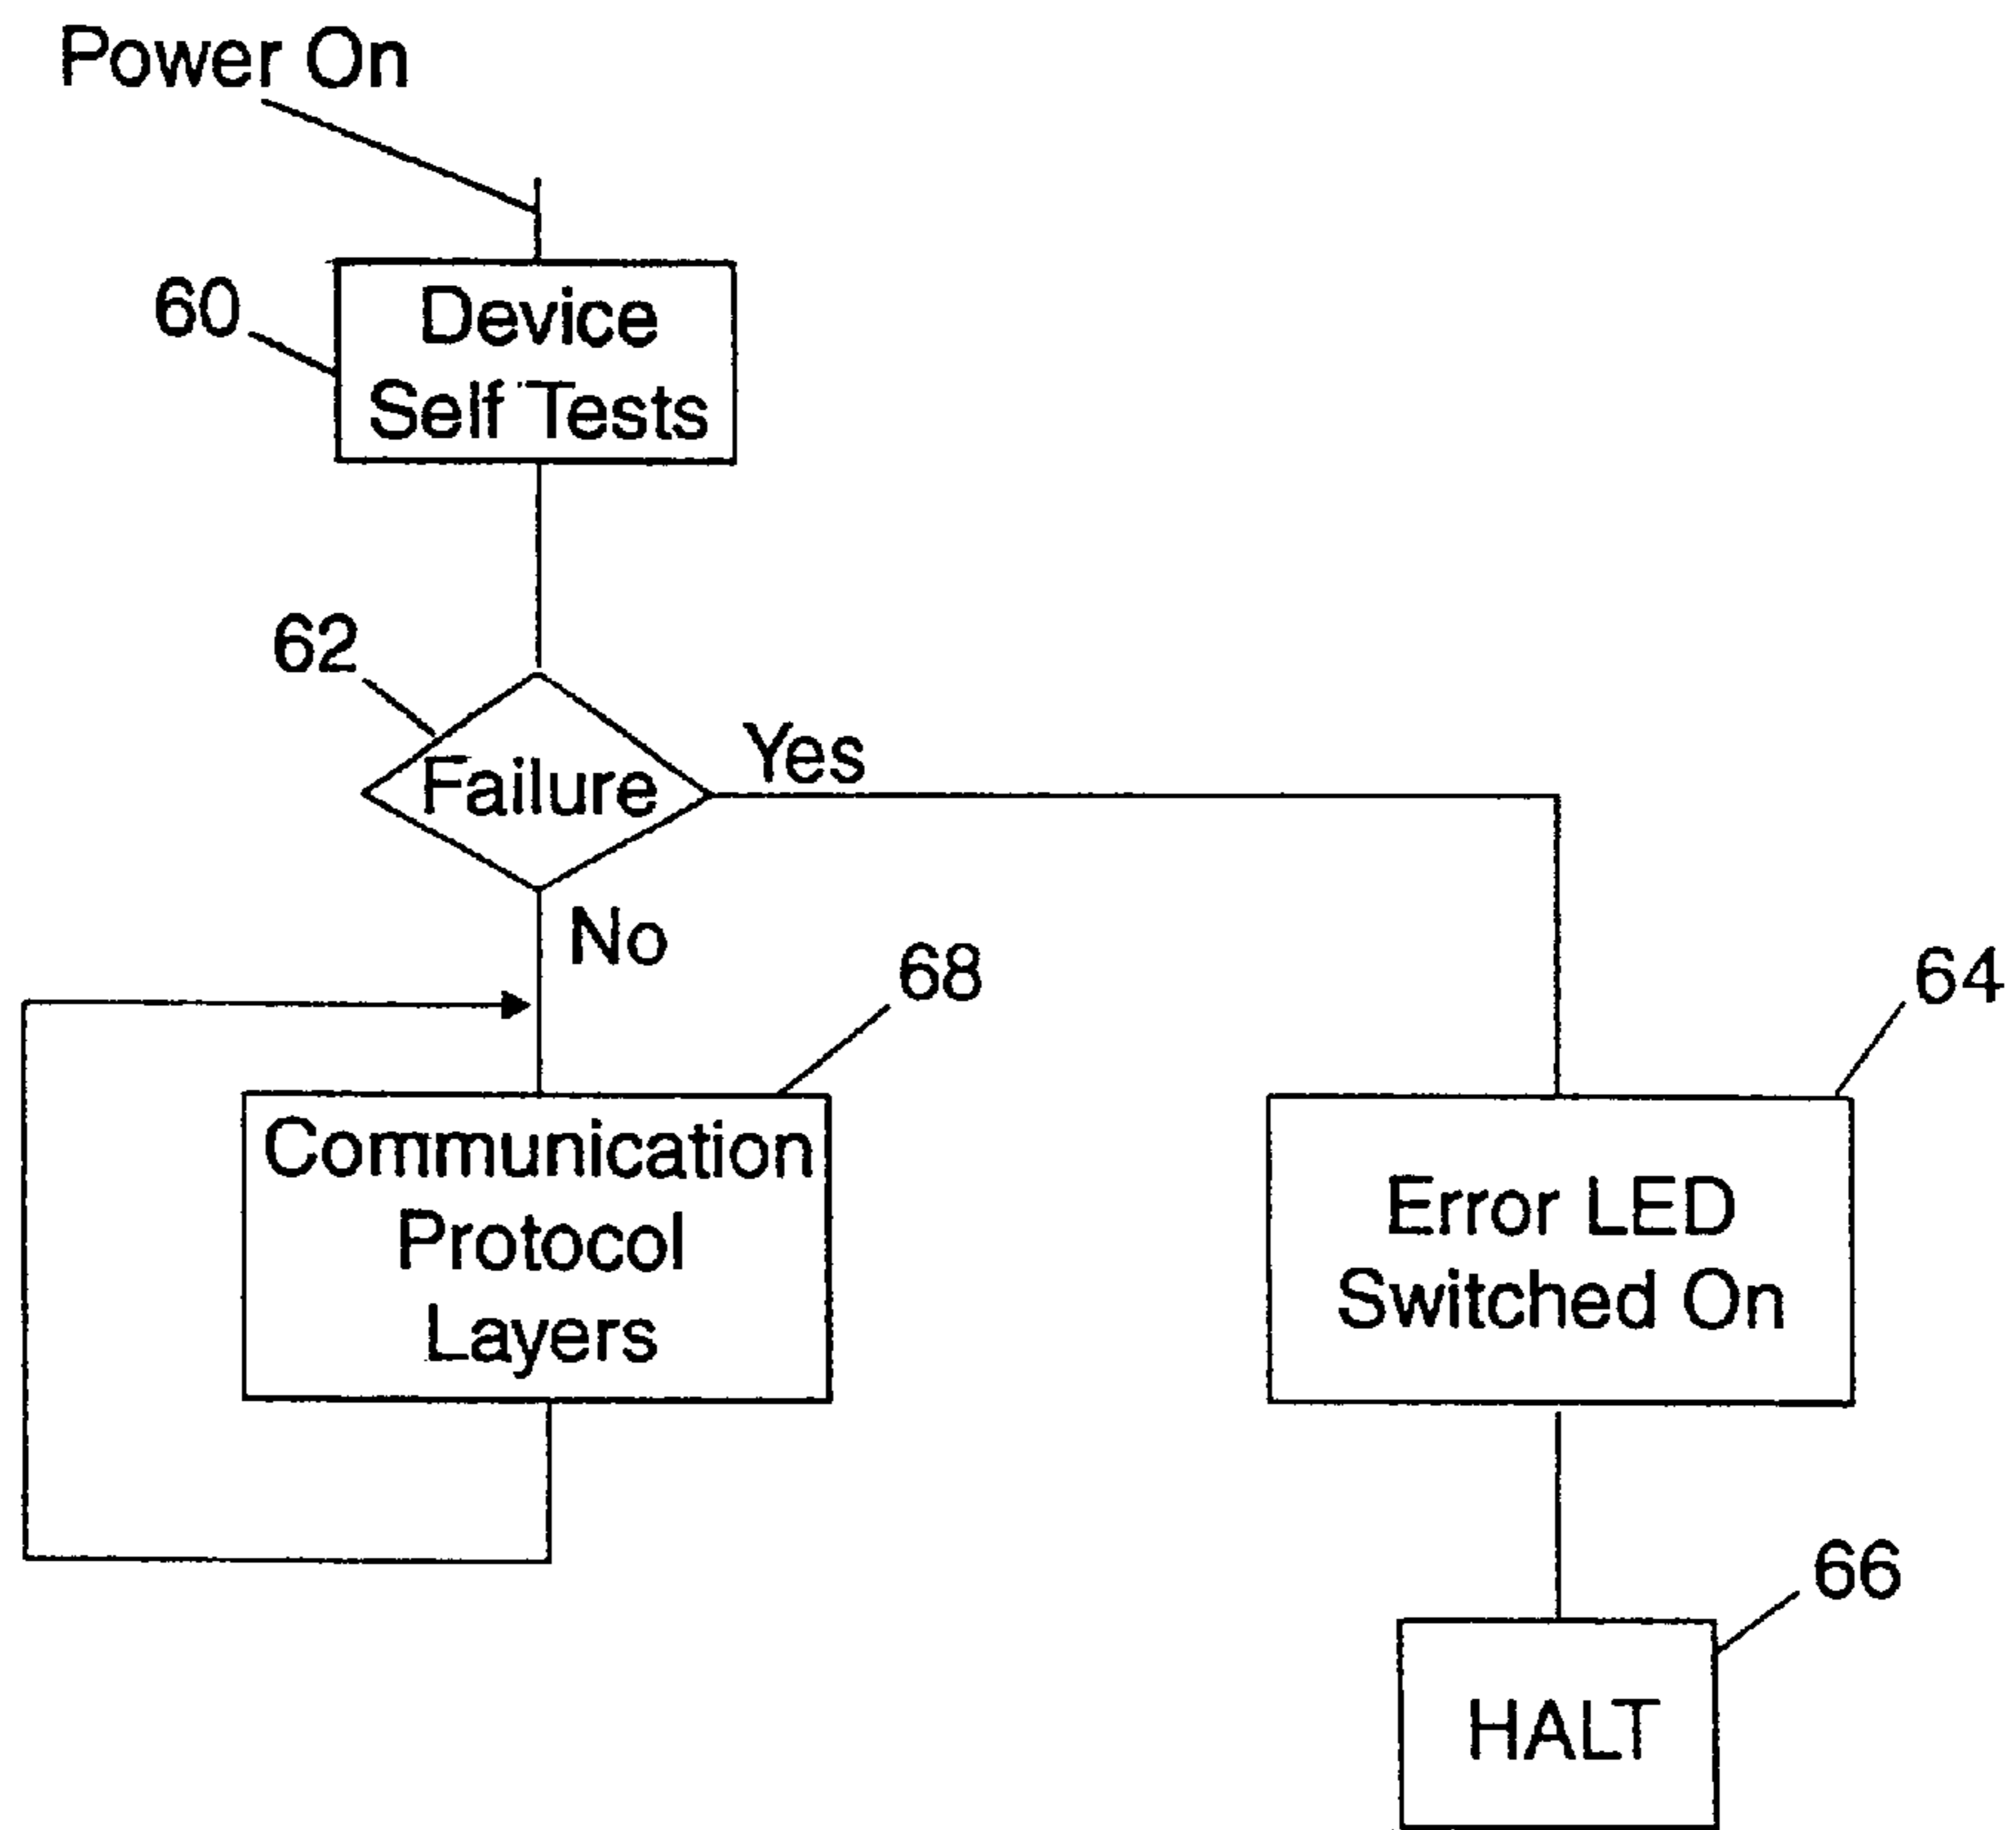 Power On
60
Device
Self Tests
62
Failure
Yes
No
68
64
Communication
Protocol
Layers
Error LED
Switched On
66
HALT